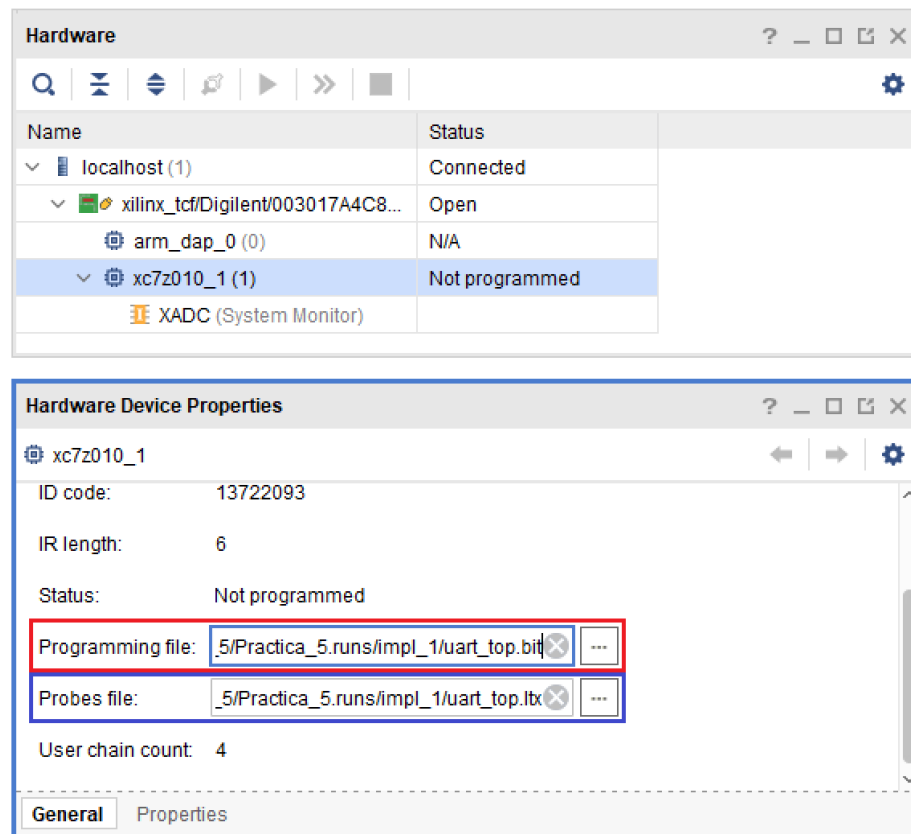 Hardware
Name Status
localhost (1) Connected
xilinx_tcf/Digilent/003017A4C8... Open
arm_dap_0 (0) N/A
xc7z010_1 (1) Not programmed
XADC (System Monitor)
Hardware Device Properties
xc7z010_1
ID code: 13722093
IR length: 6
Status: Not programmed
Programming file: _5/Practica_5.runs/impl_1/uart_top.bit ...
Probes file: _5/Practica_5.runs/impl_1/uart_top.ltx ...
User chain count: 4
General Properties